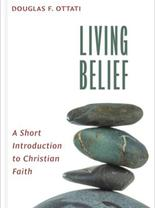 DOUGLAS F. OTTATI
LIVING
BELIEF
A Short
Introduction
to Christian
Faith